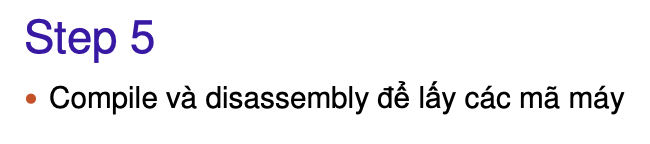 Step 5
• Compile và disassembly để lấy các mã máy